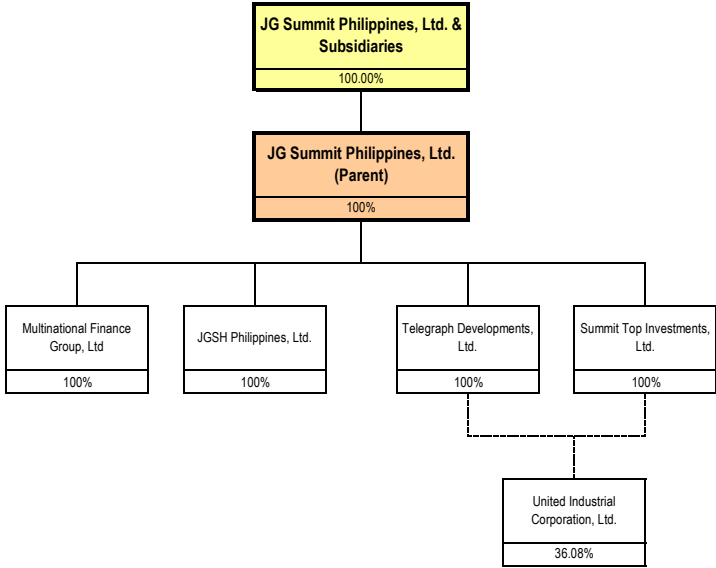 JG Summit Philippines, Ltd. &
Subsidiaries
100.00%
JG Summit Philippines, Ltd.
(Parent)
100%
Multinational Finance
Group, Ltd
100%
JGSH Philippines, Ltd.
100%
Telegraph Developments,
Ltd.
100%
Summit Top Investments,
Ltd.
100%
United Industrial
Corporation, Ltd.
36.08%